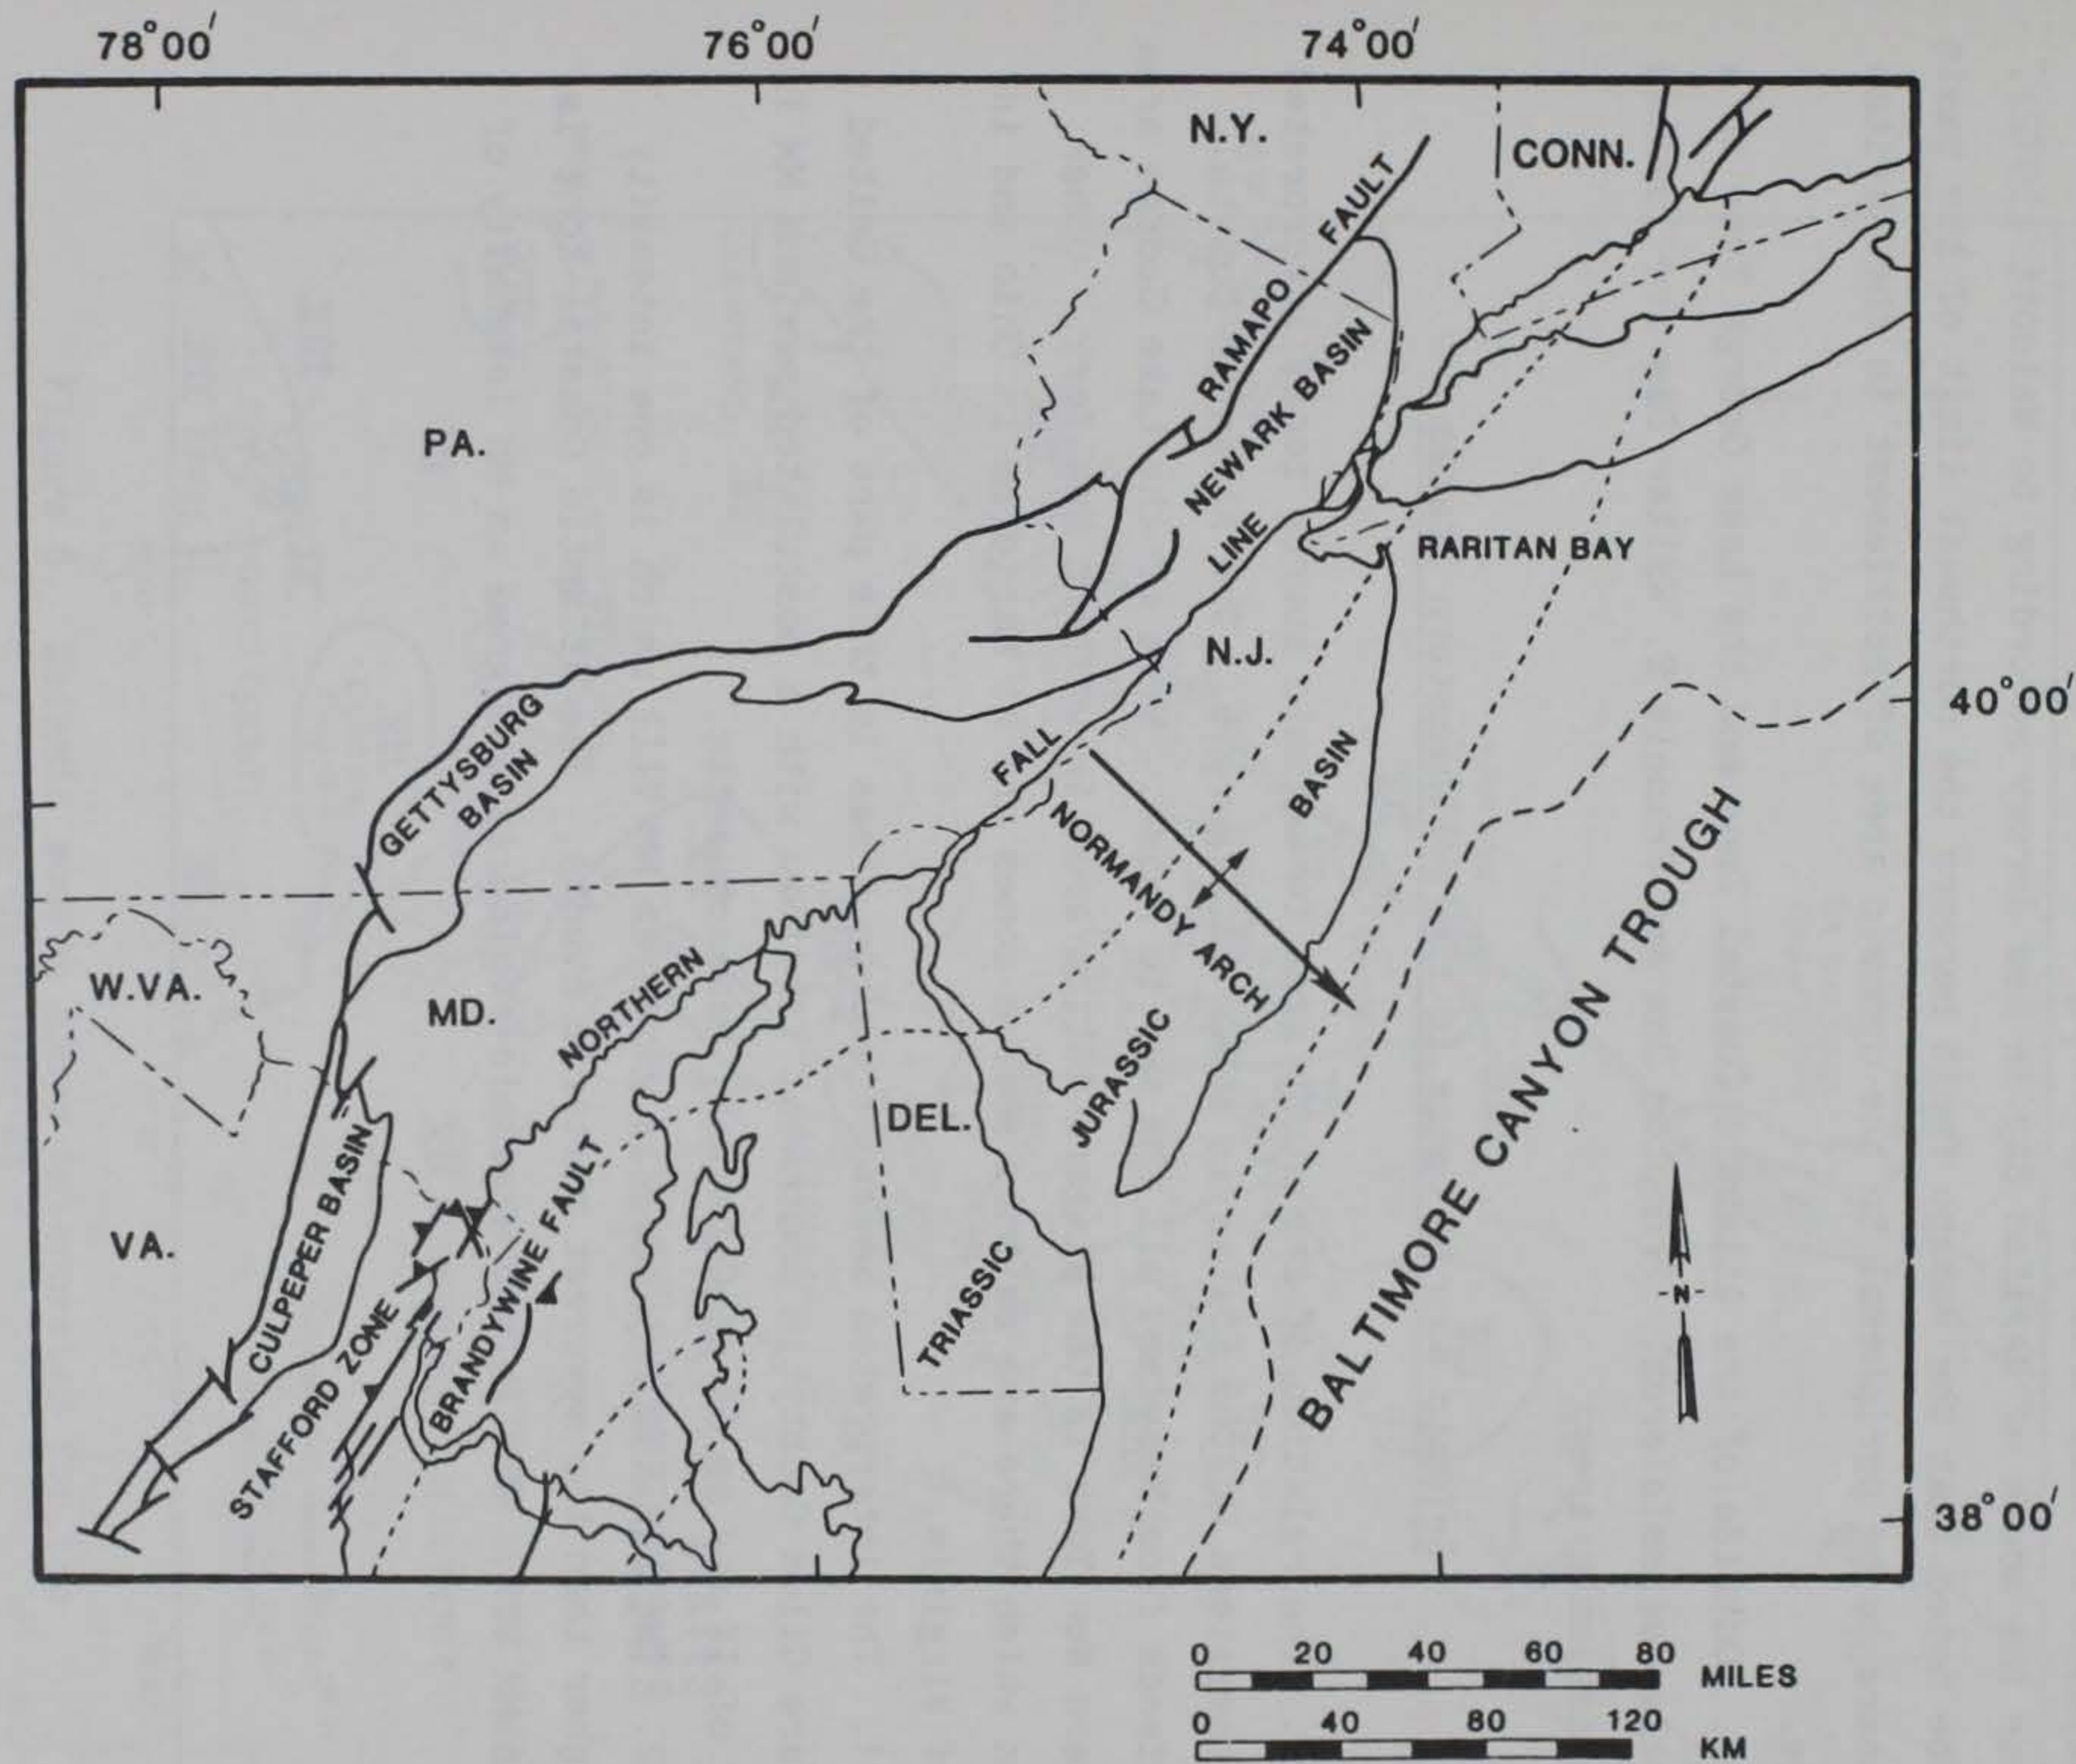 78°00′
76°00′
74°00′
N.Y.
CONN.
RAMAPO FAULT
PA.
NEWARK BASIN
FALL LINE
RARITAN BAY
N.J.
40°00′
GETTYSBURG
BASIN
NORMANDY ARCH
JURASSIC BASIN
BALTIMORE CANYON TROUGH
W.VA.
MD.
NORTHERN
DEL.
TRIASSIC
VA.
CULPEPER BASIN
BRANDYWINE FAULT
STAFFORD ZONE
-N-
38°00′
0 20 40 60 80
MILES
0 40 80 120
KM